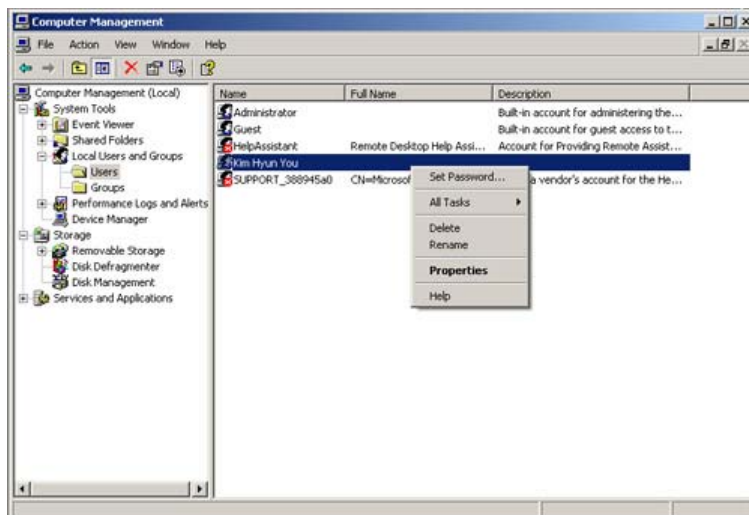 Computer Management
File Action View Window Help
Computer Management (Local)
System Tools
Event Viewer
Shared Folders
Local Users and Groups
Users
Groups
Performance Logs and Alerts
Device Manager
Storage
Removable Storage
Disk Defragmenter
Disk Management
Services and Applications
Name Full Name Description
Administrator Built-in account for administering the...
Guest Built-in account for guest access to t...
HelpAssistant Remote Desktop Help Assi... Account for Providing Remote Assist...
Kim Hyun You
SUPPORT_388945a0 CN=Microsof a vendor's account for the He...
Set Password...
All Tasks
Delete
Rename
Properties
Help